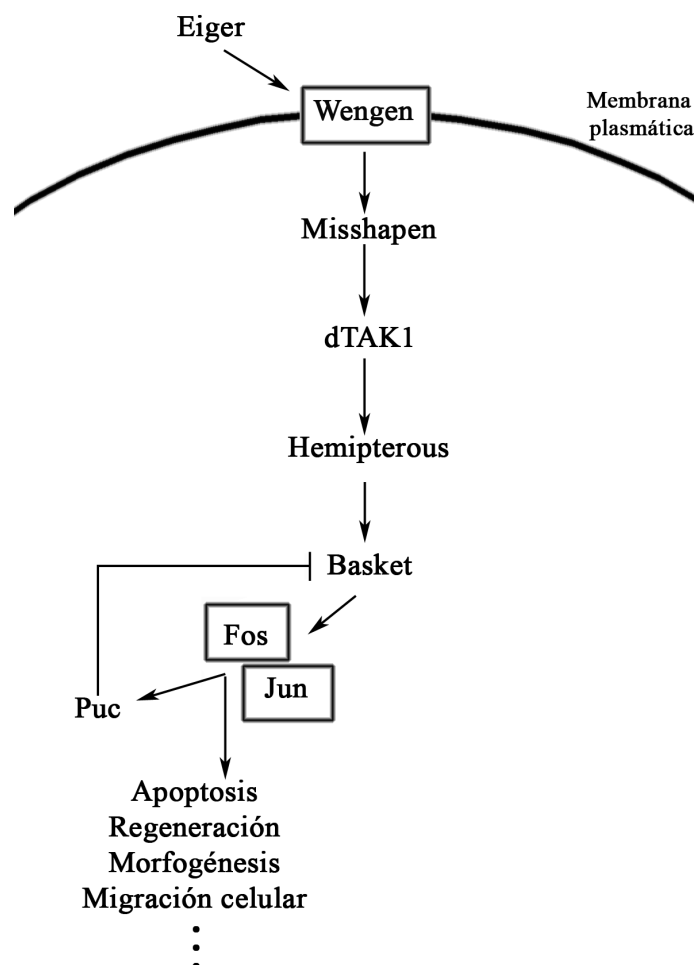 Eiger
Wengen
Membrana
plasmática
Misshapen
dTAK1
Hemipterous
Basket
Fos
Jun
Puc
Apoptosis
Regeneración
Morfogénesis
Migración celular